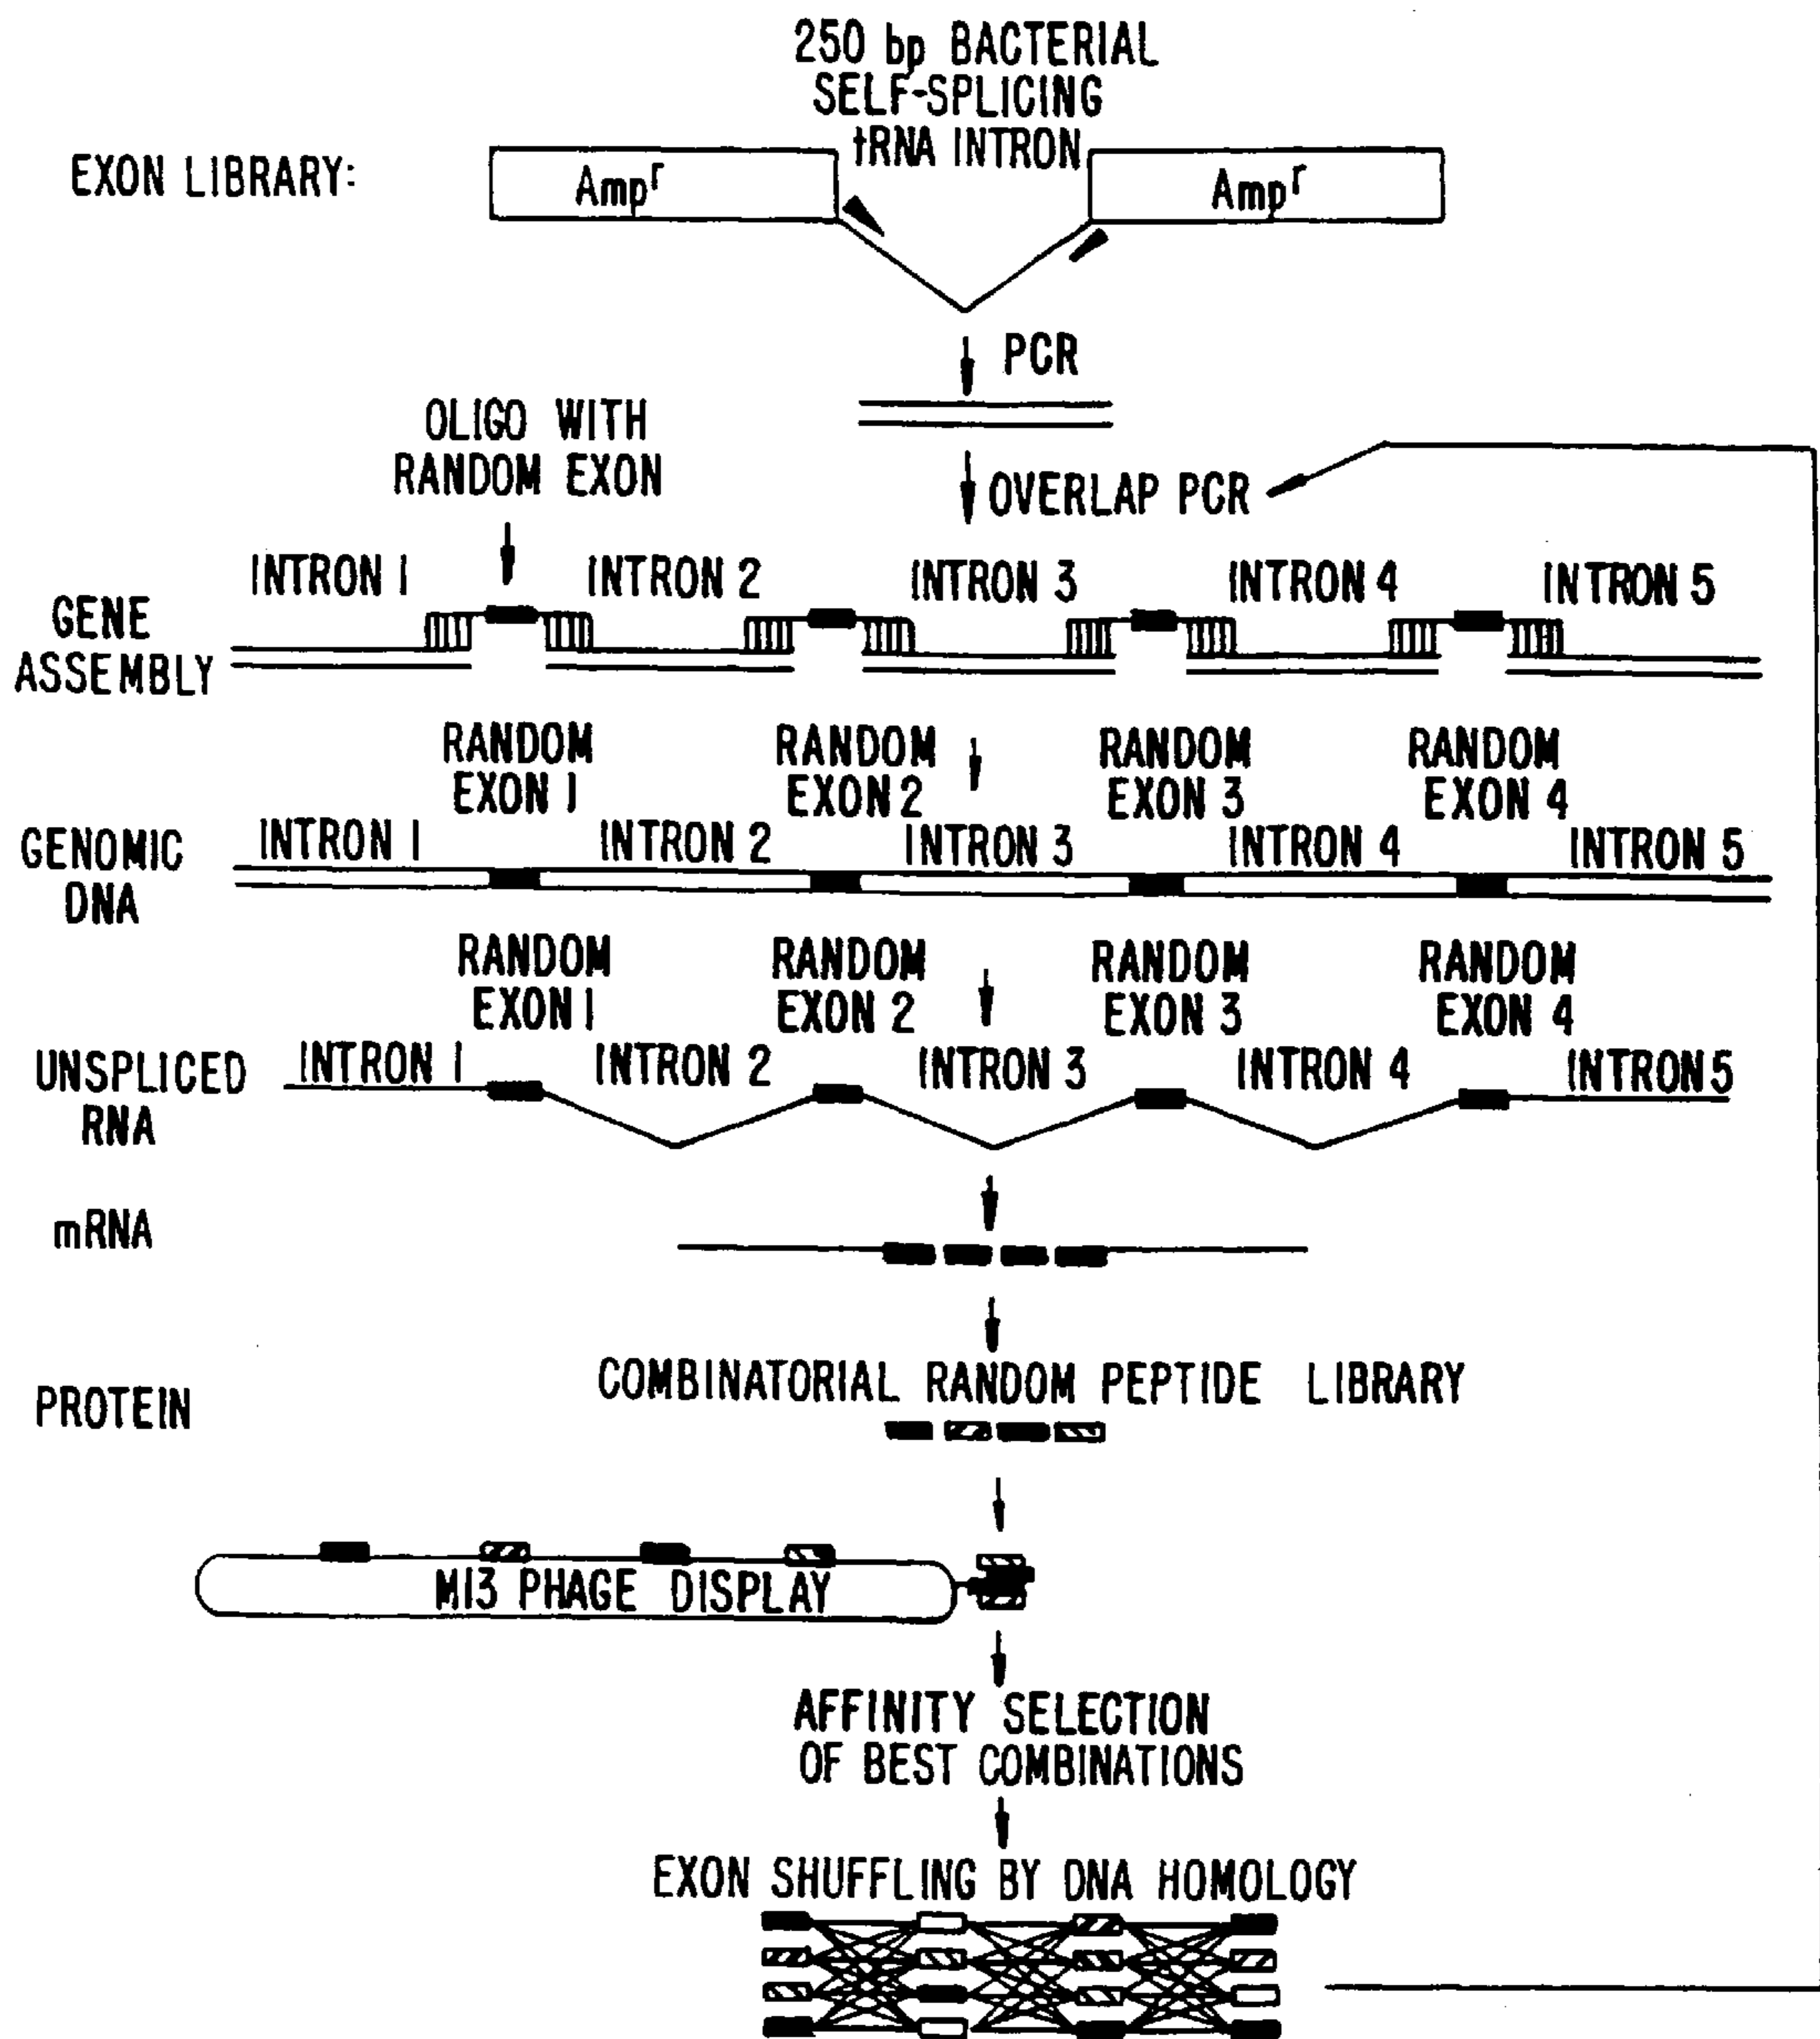 250 bp BACTERIAL
SELF-SPLICING
tRNA INTRON
EXON LIBRARY:
Ampr
Ampr
PCR
OLIGO WITH
RANDOM EXON
OVERLAP PCR
INTRON 1
INTRON 2
INTRON 3
INTRON 4
INTRON 5
GENE
ASSEMBLY
RANDOM
EXON 1
RANDOM
EXON 2
RANDOM
EXON 3
RANDOM
EXON 4
GENOMIC
DNA
INTRON 1
INTRON 2
INTRON 3
INTRON 4
INTRON 5
RANDOM
EXON 1
RANDOM
EXON 2
RANDOM
EXON 3
RANDOM
EXON 4
UNSPLICED
RNA
INTRON 1
INTRON 2
INTRON 3
INTRON 4
INTRON 5
mRNA
COMBINATORIAL RANDOM PEPTIDE LIBRARY
PROTEIN
M13 PHAGE DISPLAY
AFFINITY SELECTION
OF BEST COMBINATIONS
EXON SHUFFLING BY DNA HOMOLOGY